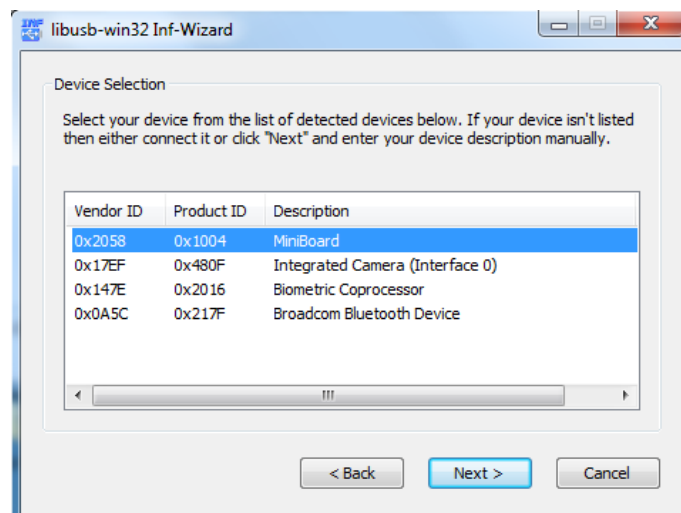 libusb-win32 Inf-Wizard
Device Selection
Select your device from the list of detected devices below. If your device isn't listed
then either connect it or click "Next" and enter your device description manually.
Vendor ID Product ID Description
0x2058 0x1004 MiniBoard
0x17EF 0x480F Integrated Camera (Interface 0)
0x147E 0x2016 Biometric Coprocessor
0x0A5C 0x217F Broadcom Bluetooth Device
< Back Next > Cancel